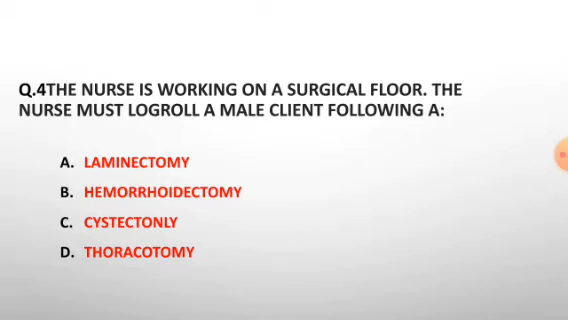 Q.4THE NURSE IS WORKING ON A SURGICAL FLOOR. THE
NURSE MUST LOGROLL A MALE CLIENT FOLLOWING A:
A. LAMINECTOMY
B. HEMORRHOIDECTOMY
C. CYSTECTONLY
D. THORACOTOMY